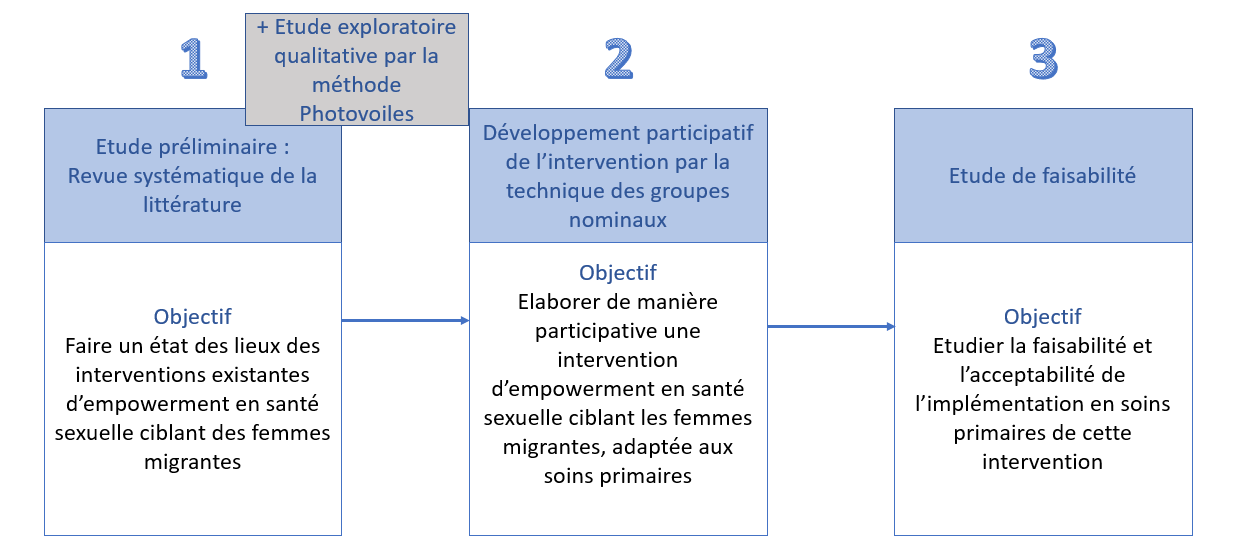 1
Etude préliminaire :
Revue systématique de la
littérature
Objectif
Faire un état des lieux des
interventions existantes
d’empowerment en santé
sexuelle ciblant des femmes
migrantes
+ Etude exploratoire
qualitative par la
méthode
Photovoiles
2
Développement participatif
de l’intervention par la
technique des groupes
nominaux
Objectif
Elaborer de manière
participative une
intervention
d’empowerment en santé
sexuelle ciblant les femmes
migrantes, adaptée aux
soins primaires
3
Etude de faisabilité
Objectif
Etudier la faisabilité et
l’acceptabilité de
l’implémentation en soins
primaires de cette
intervention